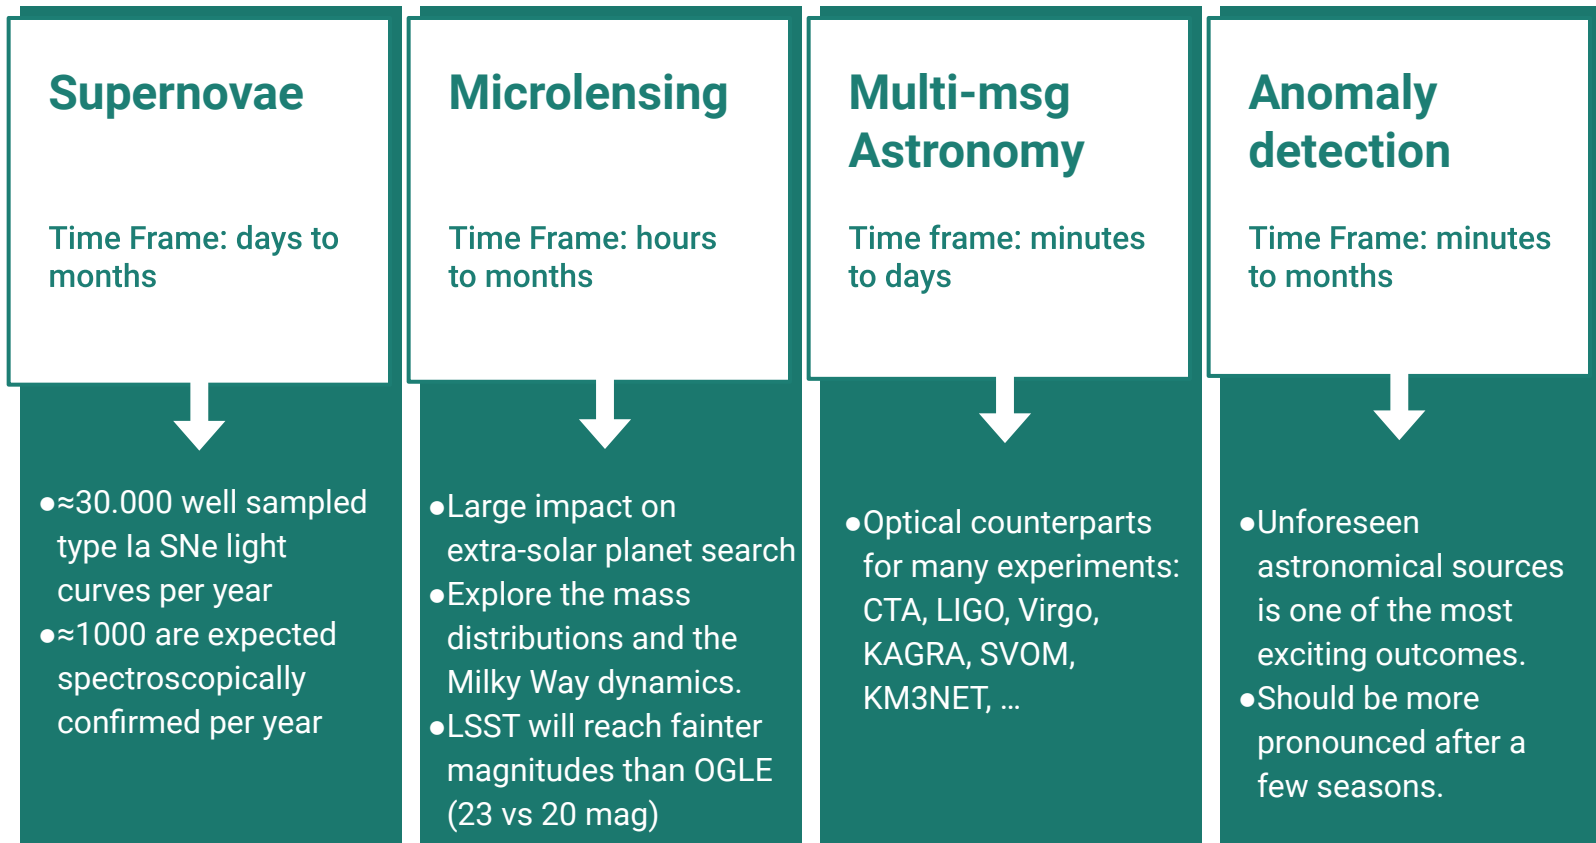 Supernovae
Time Frame: days to
months
●≈30.000 well sampled
type Ia SNe light
curves per year
●≈1000 are expected
spectroscopically
confirmed per year
Microlensing
Time Frame: hours
to months
●Large impact on
extra-solar planet search
●Explore the mass
distributions and the
Milky Way dynamics.
●LSST will reach fainter
magnitudes than OGLE
(23 vs 20 mag)
Multi-msg
Astronomy
Time frame: minutes
to days
●Optical counterparts
for many experiments:
CTA, LIGO, Virgo,
KAGRA, SVOM,
KM3NET, …
Anomaly
detection
Time Frame: minutes
to months
●Unforeseen
astronomical sources
is one of the most
exciting outcomes.
●Should be more
pronounced after a
few seasons.